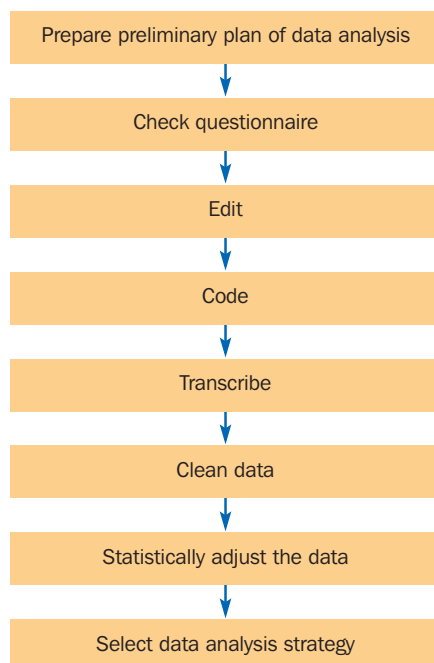 Prepare preliminary plan of data analysis
Check questionnaire
Edit
Code
Transcribe
Clean data
Statistically adjust the data
Select data analysis strategy